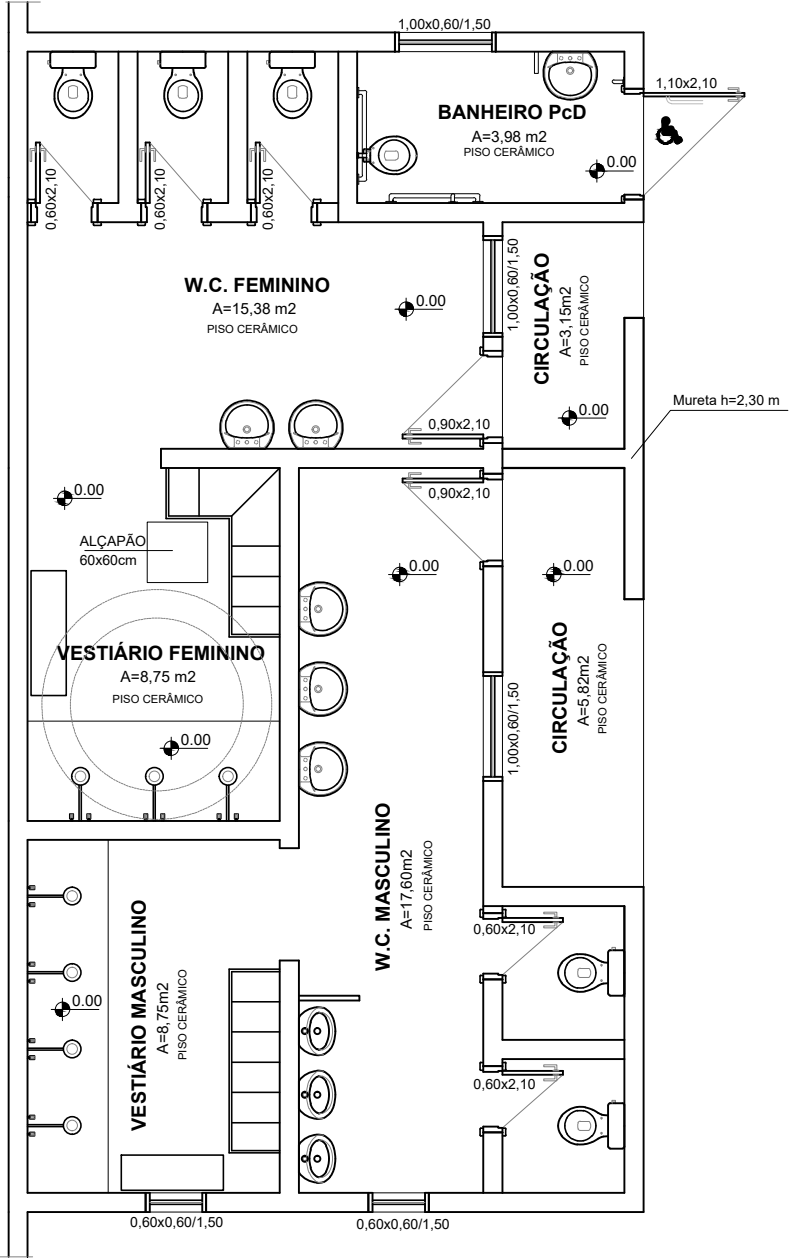 1,00x0,60/1,50
1,10x2,10
BANHEIRO PcD
A=3,98 m2
PISO CERÂMICO
0.00
0,60x2,10
0,60x2,10
0,60x2,10
W.C. FEMININO
A=15,38 m2
PISO CERÂMICO
0.00
1,00x0,60/1,50
CIRCULAÇÃO
A=3,15m2
PISO CERÂMICO
0.00
0,90x2,10
Mureta h=2,30 m
0.00
0,90x2,10
ALÇAPÃO
60x60cm
0.00
0.00
VESTIÁRIO FEMININO
A=8,75 m2
PISO CERÂMICO
0.00
CIRCULAÇÃO
A=5,82m2
PISO CERÂMICO
1,00x0,60/1,50
W.C. MASCULINO
A=17,60m2
PISO CERÂMICO
0,60x2,10
VESTIÁRIO MASCULINO
A=8,75m2
PISO CERÂMICO
0.00
0,60x2,10
0,60x0,60/1,50
0,60x0,60/1,50